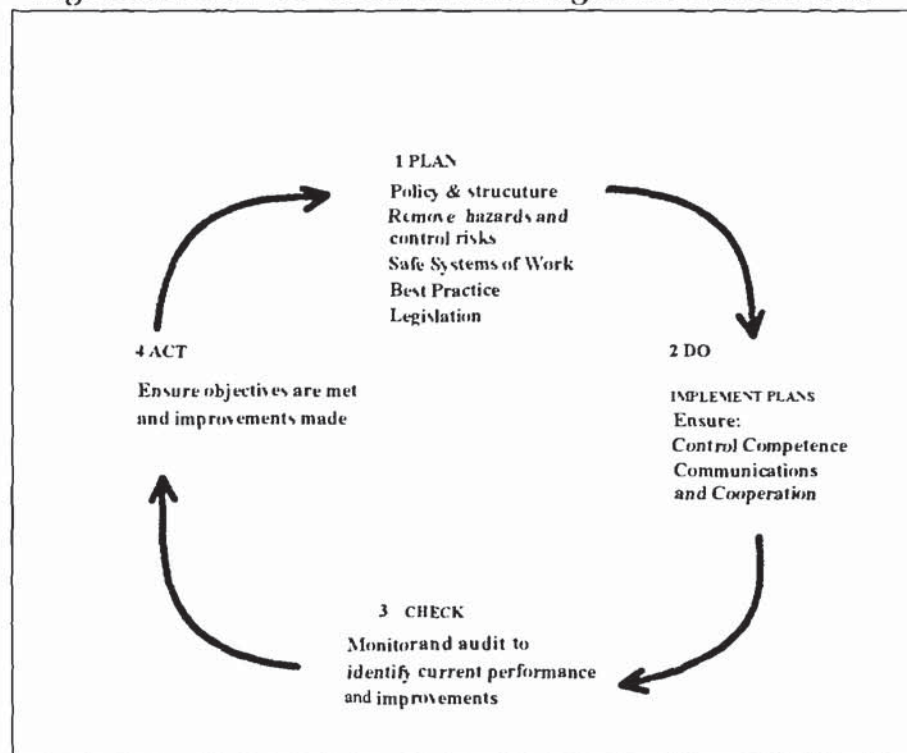 1 PLAN
Policy & strucuture
Remove hazards and
control risks
Safe Systems of Work
Best Practice
Legislation
2 DO
IMPLEMENT PLANS
Ensure:
Control Competence
Communications
and Cooperation
3 CHECK
Monitorand audit to
identify current performance
and improvements
4 ACT
Ensure objectives are met
and improvements made